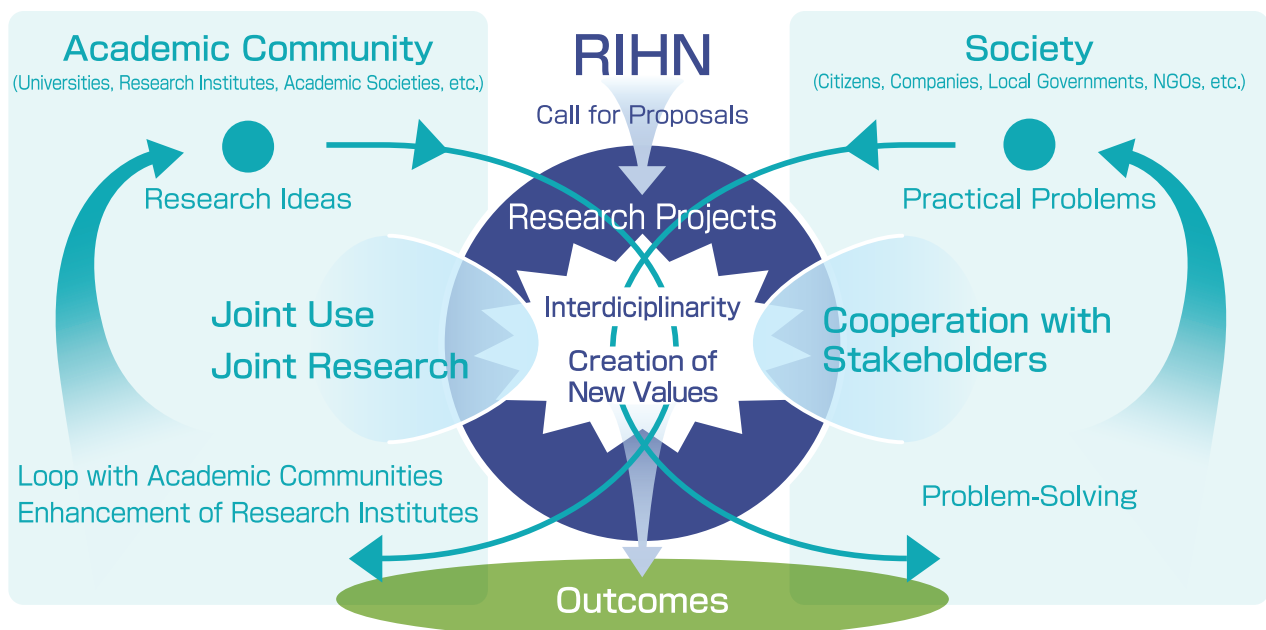 Academic Community
(Universities, Research Institutes, Academic Societies, etc.)
Research Ideas
Joint Use
Joint Research
Loop with Academic Communities
Enhancement of Research Institutes
RIHN
Call for Proposals
Research Projects
Interdiciplinarity
Creation of
New Values
Outcomes
Society
(Citizens, Companies, Local Governments, NGOs, etc.)
Practical Problems
Cooperation with
Stakeholders
Problem-Solving